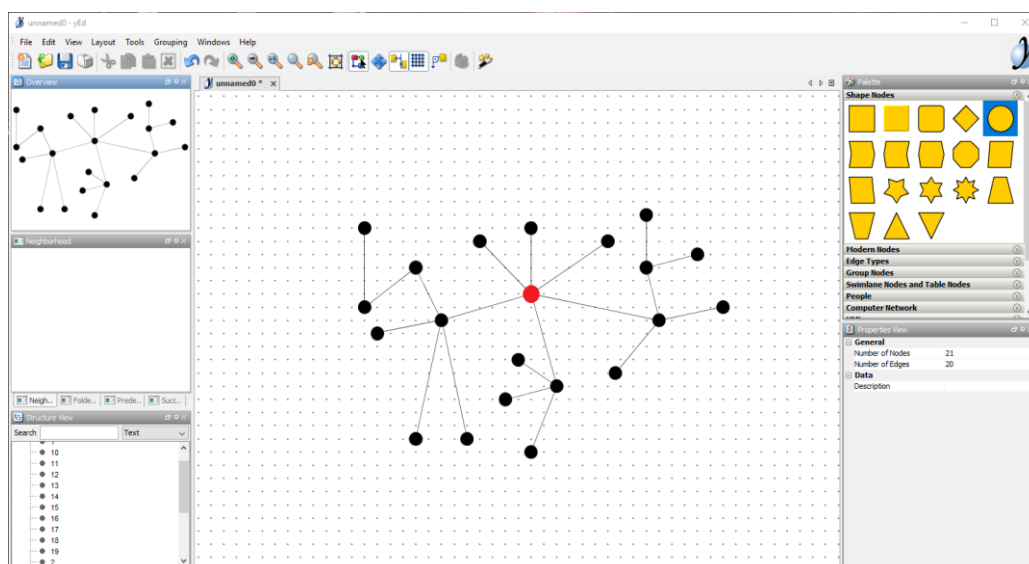 unnamed0 - yEd
File Edit View Layout Tools Grouping Windows Help
Overview
unnamed0 *
Palette
Shape Nodes
Modern Nodes
Edge Types
Group Nodes
Swimlane Nodes and Table Nodes
People
Computer Network
Neighborhood
Neigh... Folde... Prede... Succ...
Structure View
Search Text
10
11
12
13
14
15
16
17
18
19
2
Properties View
General
Number of Nodes 21
Number of Edges 20
Data
Description